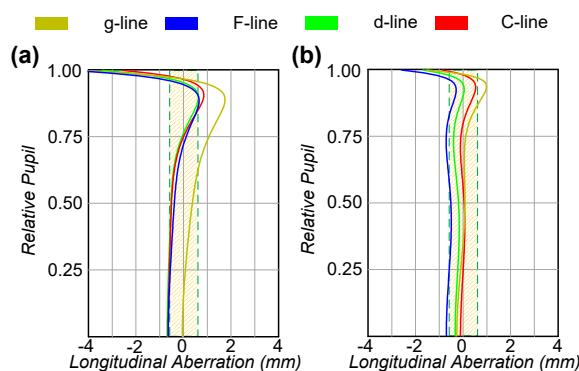 g-line F-line d-line C-line
(a) (b)
Relative Pupil
1.00
0.75
0.50
0.25
-4 -2 0 2 4
Longitudinal Aberration (mm)
Relative Pupil
1.00
0.75
0.50
0.25
-4 -2 0 2 4
Longitudinal Aberration (mm)